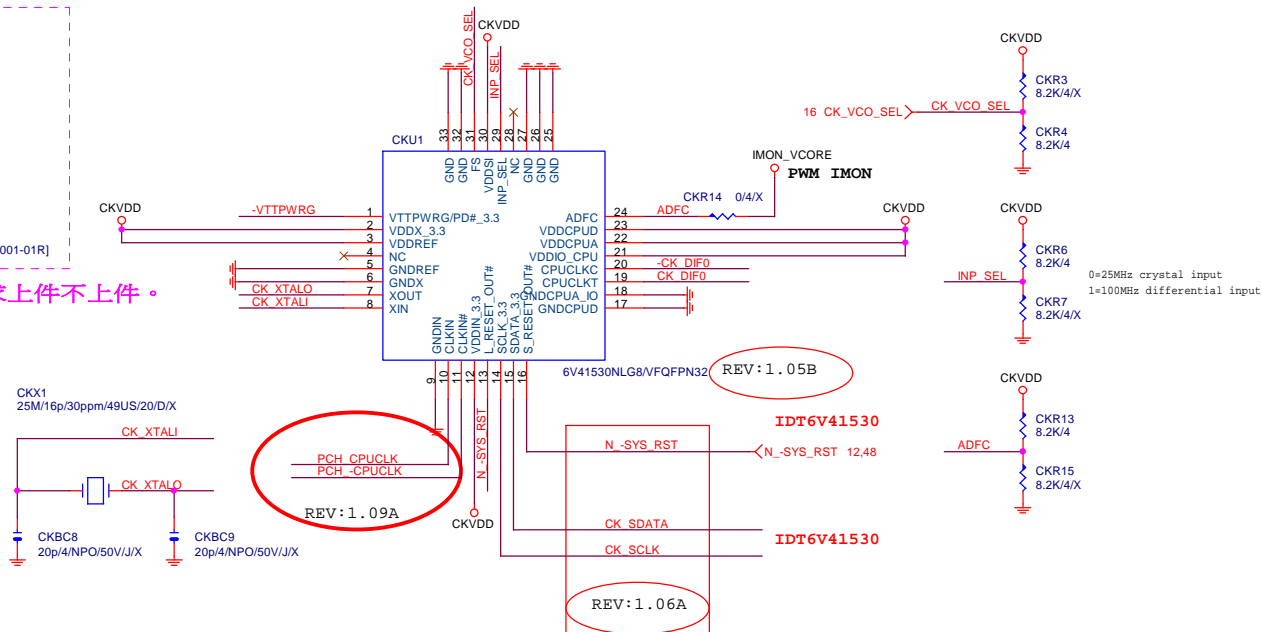 CK_VCO_SEL
CKVDD
INP_SEL
33
32
31
30
29
28
27
26
25
CKU1
GND
GND
FS
VDDSI
INP_SEL
NC
GND
GND
GND
CKVDD
-VTTPWRG
1
2
3
4
5
6
7
8
CK_XTALO
CK_XTALI
VTTPWRG/PD#_3.3
VDDX_3.3
VDDREF
NC
GNDREF
GNDX
XOUT
XIN
ADFC
VDDCPUD
VDDCPUA
VDDIO_CPU
CPUCLKC
CPUCLKT
GNDCPUA_IO
GNDCPUD
24
23
22
21
20
19
18
17
ADFC
CKR14 0/4/X
IMON_VCORE
PWM IMON
CKVDD
-CK_DIF0
CK_DIF0
GNDIN
CLKIN
CLKIN#
VDDIN_3.3
L_RESET_OUT#
SCLK_3.3
SDATA_3.3
S_RESET_OUT#
9
10
11
12
13
14
15
16
6V41530NLG8/VFQFPN32
REV:1.05B
001-01R]
上件不上件。
CKX1
25M/16p/30ppm/49US/20/D/X
CK_XTALI
CK_XTALO
CKBC8
20p/4/NPO/50V/J/X
CKBC9
20p/4/NPO/50V/J/X
PCH_CPUCLK
PCH_-CPUCLK
REV:1.09A
N_-SYS_RST
CKVDD
IDT6V41530
N_-SYS_RST
N_-SYS_RST 12,48
CK_SDATA
CK_SCLK
IDT6V41530
REV:1.06A
CKVDD
CKR3
8.2K/4/X
16 CK_VCO_SEL
CK_VCO_SEL
CKR4
8.2K/4
CKVDD
CKR6
8.2K/4
INP_SEL
CKR7
8.2K/4/X
0=25MHz crystal input
1=100MHz differential input
CKVDD
CKR13
8.2K/4
ADFC
CKR15
8.2K/4/X